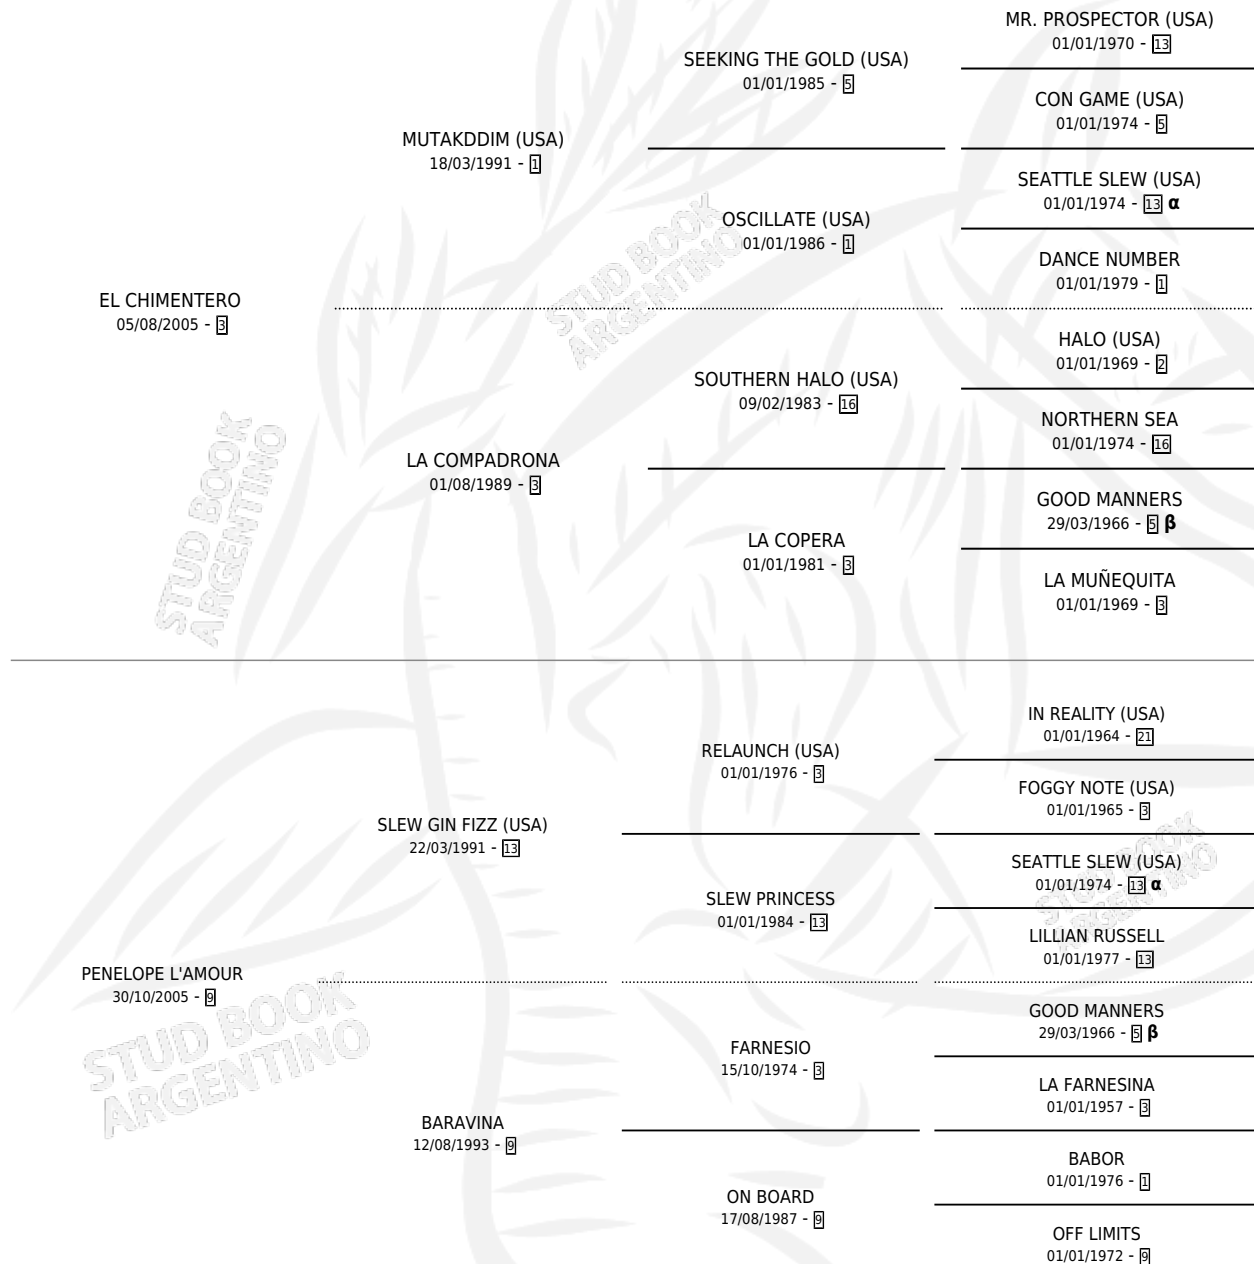 MR. PROSPECTOR (USA)
01/01/1970 - 13
SEEKING THE GOLD (USA)
01/01/1985 - 5
CON GAME (USA)
01/01/1974 - 5
MUTAKDDIM (USA)
18/03/1991 - 1
SEATTLE SLEW (USA)
01/01/1974 - 13 α
OSCILLATE (USA)
01/01/1986 - 1
DANCE NUMBER
01/01/1979 - 1
EL CHIMENTERO
05/08/2005 - 3
HALO (USA)
01/01/1969 - 2
SOUTHERN HALO (USA)
09/02/1983 - 16
NORTHERN SEA
01/01/1974 - 16
LA COMPADRONA
01/08/1989 - 3
GOOD MANNERS
29/03/1966 - 5 β
LA COPERA
01/01/1981 - 3
LA MUÑEQUITA
01/01/1969 - 3
IN REALITY (USA)
01/01/1964 - 21
RELAUNCH (USA)
01/01/1976 - 3
FOGGY NOTE (USA)
01/01/1965 - 3
SLEW GIN FIZZ (USA)
22/03/1991 - 13
SEATTLE SLEW (USA)
01/01/1974 - 13 α
SLEW PRINCESS
01/01/1984 - 13
LILLIAN RUSSELL
01/01/1977 - 13
PENELOPE L'AMOUR
30/10/2005 - 9
GOOD MANNERS
29/03/1966 - 5 β
FARNESIO
15/10/1974 - 3
LA FARNESINA
01/01/1957 - 3
BARAVINA
12/08/1993 - 9
BABOR
01/01/1976 - 1
ON BOARD
17/08/1987 - 9
OFF LIMITS
01/01/1972 - 9
STUD BOOK
ARGENTINO
STUD BOOK
ARGENTINO
STUD BOOK
ARGENTINO
STUD BOOK
ARGENTINO